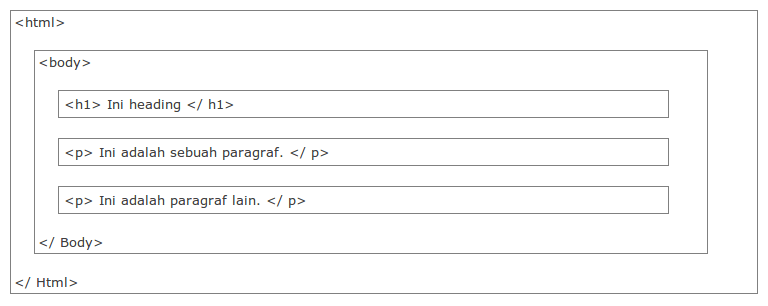 <html>
<body>
<h1> Ini heading </ h1>
<p> Ini adalah sebuah paragraf. </ p>
<p> Ini adalah paragraf lain. </ p>
</ Body>
</ Html>